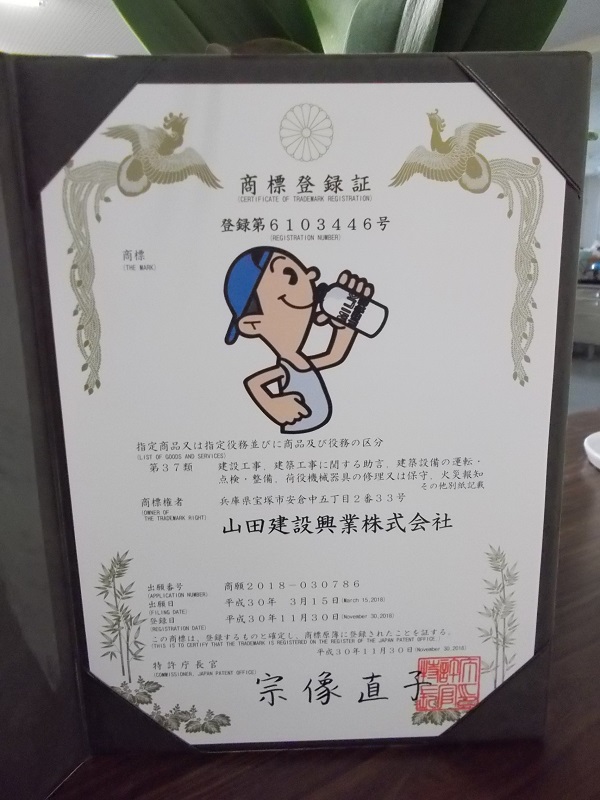 商標登録証
(CERTIFICATE OF TRADEMARK REGISTRATION)
登録第6103446号
(REGISTRATION NUMBER)
商標
(THE MARK)
指定商品又は指定役務並びに商品及び役務の区分
(LIST OF GOODS AND SERVICES)
第37類 建設工事、建築工事に関する助言、建築設備の運転・
点検・整備、荷役機械器具の修理又は保守、火災報知
その他別紙記載
商標権者 兵庫県宝塚市安倉中五丁目2番33号
(OWNER OF THE TRADEMARK RIGHT)
山田建設興業株式会社
出願番号 商願2018-030786
(APPLICATION NUMBER)
出願日 平成30年 3月15日(March 15,2018)
(FILING DATE)
登録日 平成30年11月30日(November 30,2018)
(REGISTRATION DATE)
この商標は、登録するものと確定し、商標原簿に登録されたことを証する。
(THIS IS TO CERTIFY THAT THE TRADEMARK IS REGISTERED ON THE REGISTER OF THE JAPAN PATENT OFFICE.)
平成30年11月30日(November 30,2018)
特許庁長官
(COMMISSIONER, JAPAN PATENT OFFICE)
宗像直子